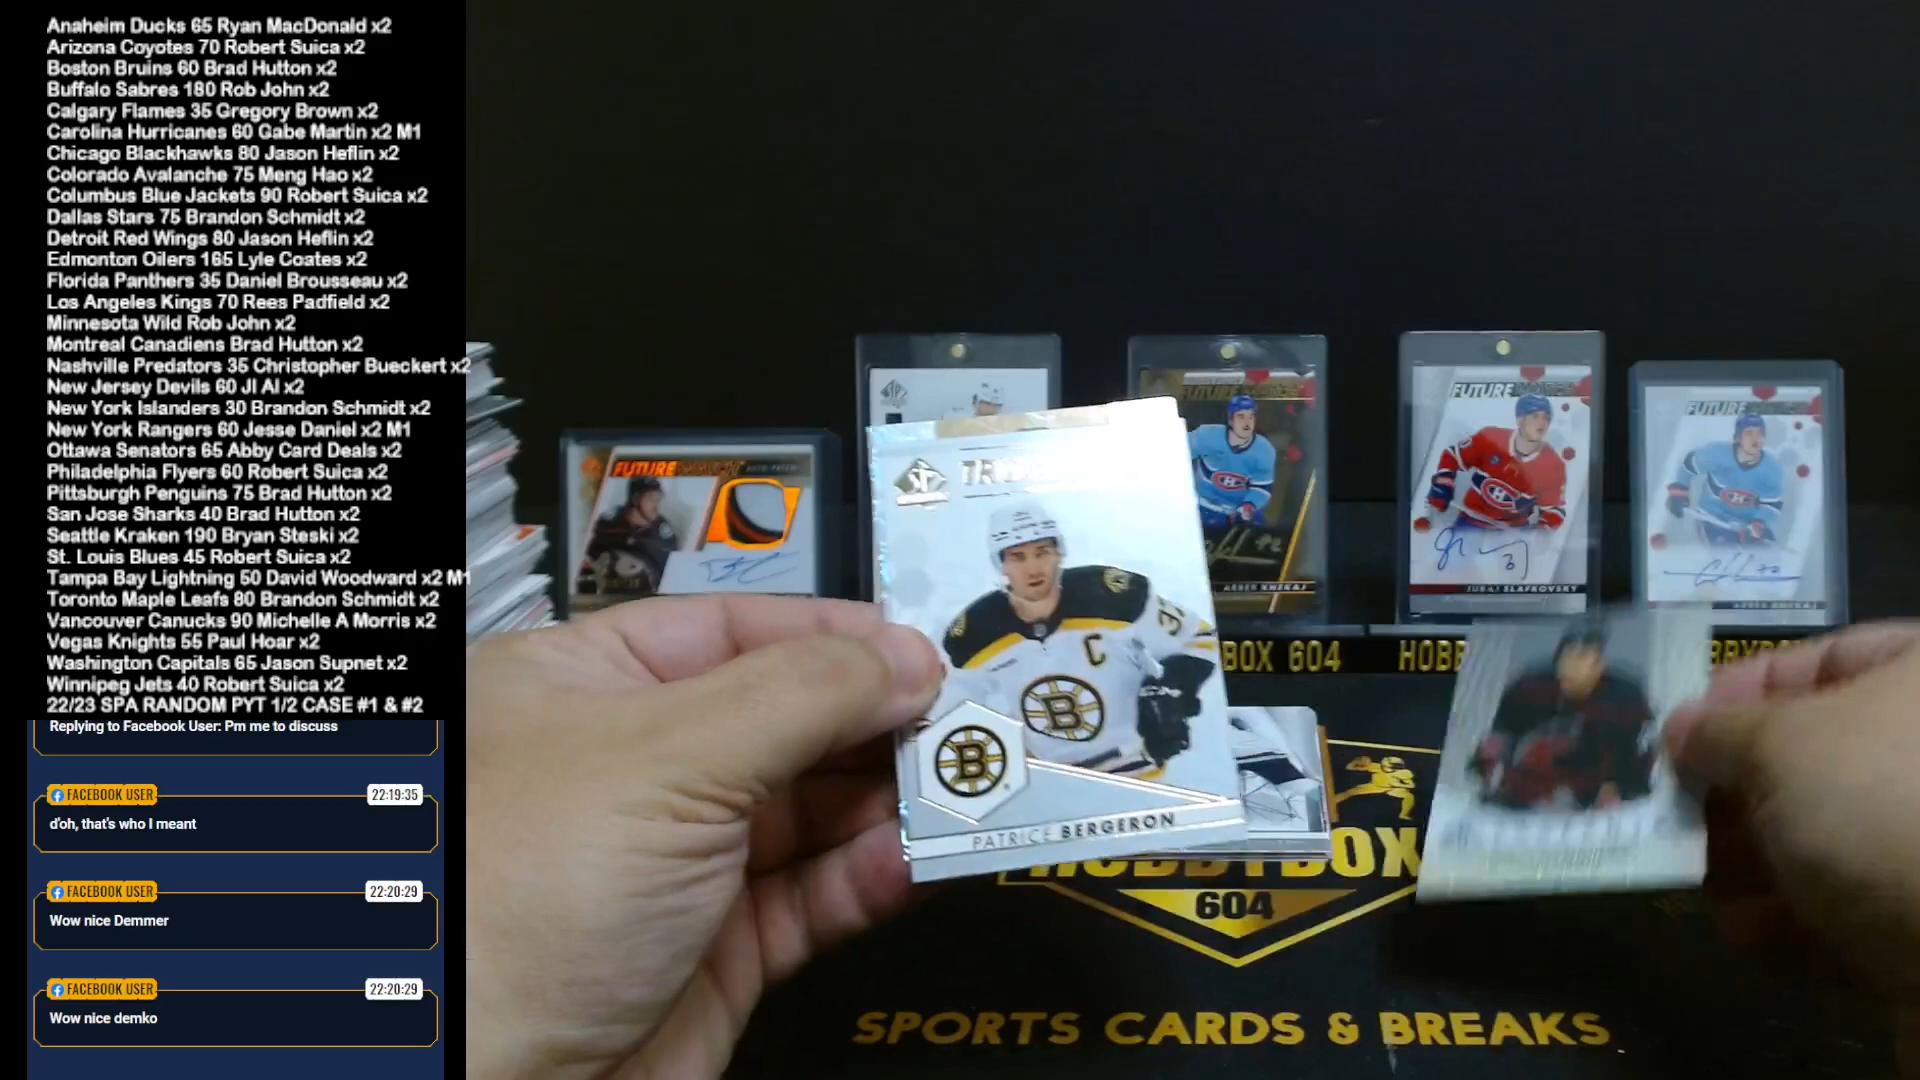 Anaheim Ducks 65 Ryan MacDonald x2
Arizona Coyotes 70 Robert Suica x2
Boston Bruins 60 Brad Hutton x2
Buffalo Sabres 180 Rob John x2
Calgary Flames 35 Gregory Brown x2
Carolina Hurricanes 60 Gabe Martin x2 M1
Chicago Blackhawks 80 Jason Heflin x2
Colorado Avalanche 75 Meng Hao x2
Columbus Blue Jackets 90 Robert Suica x2
Dallas Stars 75 Brandon Schmidt x2
Detroit Red Wings 80 Jason Heflin x2
Edmonton Oilers 165 Lyle Coates x2
Florida Panthers 35 Daniel Brousseau x2
Los Angeles Kings 70 Rees Padfield x2
Minnesota Wild Rob John x2
Montreal Canadiens Brad Hutton x2
Nashville Predators 35 Christopher Bueckert x2
New Jersey Devils 60 JI AI x2
New York Islanders 30 Brandon Schmidt x2
New York Rangers 60 Jesse Daniel x2 M1
Ottawa Senators 65 Abby Card Deals x2
Philadelphia Flyers 60 Robert Suica x2
Pittsburgh Penguins 75 Brad Hutton x2
San Jose Sharks 40 Brad Hutton x2
Seattle Kraken 190 Bryan Steski x2
St. Louis Blues 45 Robert Suica x2
Tampa Bay Lightning 50 David Woodward x2 M1
Toronto Maple Leafs 80 Brandon Schmidt x2
Vancouver Canucks 90 Michelle A Morris x2
Vegas Knights 55 Paul Hoar x2
Washington Capitals 65 Jason Supnet x2
Winnipeg Jets 40 Robert Suica x2
22/23 SPA RANDOM PYT 1/2 CASE #1 & #2
Replying to Facebook User: Pm me to discuss
FACEBOOK USER 22:19:35
d'oh, that's who I meant
FACEBOOK USER 22:20:29
Wow nice Demmer
FACEBOOK USER 22:20:29
Wow nice demko
FUTURE
FUTURE
FUTURE
JURAJ SLAFKOVSKY
ARBER XHEKAJ
SP
C
B
B
PATRICE BERGERON
BOX 604
HOBBYBOX
604
SPORTS CARDS & BREAKS